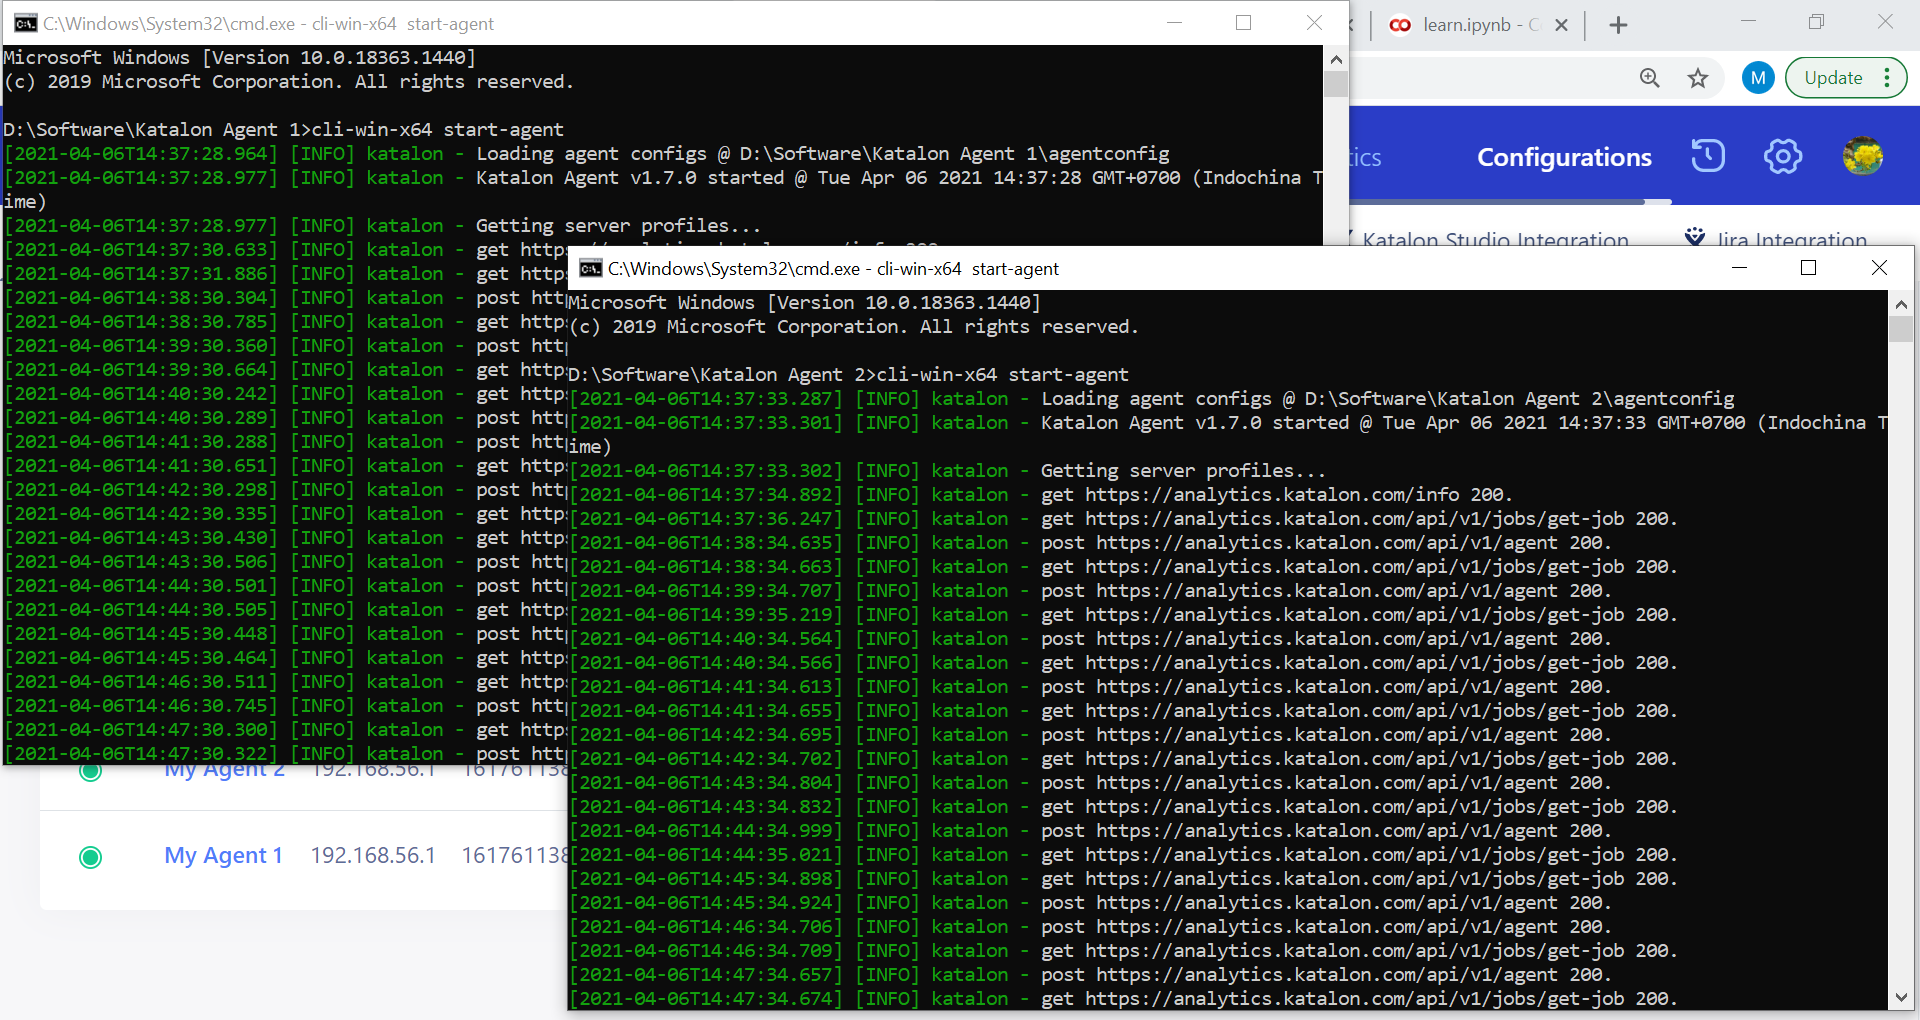 C:\Windows\System32\cmd.exe - cli-win-x64  start-agent
Microsoft Windows [Version 10.0.18363.1440]
(c) 2019 Microsoft Corporation. All rights reserved.
D:\Software\Katalon Agent 1>cli-win-x64 start-agent
[2021-04-06T14:37:28.964] [INFO] katalon - Loading agent configs @ D:\Software\Katalon Agent 1\agentconfig
[2021-04-06T14:37:28.977] [INFO] katalon - Katalon Agent v1.7.0 started @ Tue Apr 06 2021 14:37:28 GMT+0700 (Indochina T
ime)
[2021-04-06T14:37:28.977] [INFO] katalon - Getting server profiles...
[2021-04-06T14:37:30.633] [INFO] katalon - get http
[2021-04-06T14:37:31.886] [INFO] katalon - get http
[2021-04-06T14:38:30.304] [INFO] katalon - post htt
[2021-04-06T14:38:30.785] [INFO] katalon - get http
[2021-04-06T14:39:30.360] [INFO] katalon - post htt
[2021-04-06T14:39:30.664] [INFO] katalon - get http
[2021-04-06T14:40:30.242] [INFO] katalon - get http
[2021-04-06T14:40:30.289] [INFO] katalon - post htt
[2021-04-06T14:41:30.288] [INFO] katalon - post htt
[2021-04-06T14:41:30.651] [INFO] katalon - get http
[2021-04-06T14:42:30.298] [INFO] katalon - post htt
[2021-04-06T14:42:30.335] [INFO] katalon - get http
[2021-04-06T14:43:30.430] [INFO] katalon - get http
[2021-04-06T14:43:30.506] [INFO] katalon - post htt
[2021-04-06T14:44:30.501] [INFO] katalon - post htt
[2021-04-06T14:44:30.505] [INFO] katalon - get http
[2021-04-06T14:45:30.448] [INFO] katalon - post htt
[2021-04-06T14:45:30.464] [INFO] katalon - get http
[2021-04-06T14:46:30.511] [INFO] katalon - get http
[2021-04-06T14:46:30.745] [INFO] katalon - post htt
[2021-04-06T14:47:30.300] [INFO] katalon - get http
[2021-04-06T14:47:30.322] [INFO] katalon - post htt
learn.ipynb - C
M
Update
tics
Configurations
Katalon Studio Integration
Jira Integration
C:\Windows\System32\cmd.exe - cli-win-x64  start-agent
Microsoft Windows [Version 10.0.18363.1440]
(c) 2019 Microsoft Corporation. All rights reserved.
D:\Software\Katalon Agent 2>cli-win-x64 start-agent
[2021-04-06T14:37:33.287] [INFO] katalon - Loading agent configs @ D:\Software\Katalon Agent 2\agentconfig
[2021-04-06T14:37:33.301] [INFO] katalon - Katalon Agent v1.7.0 started @ Tue Apr 06 2021 14:37:33 GMT+0700 (Indochina T
ime)
[2021-04-06T14:37:33.302] [INFO] katalon - Getting server profiles...
[2021-04-06T14:37:34.892] [INFO] katalon - get https://analytics.katalon.com/info 200.
[2021-04-06T14:37:36.247] [INFO] katalon - get https://analytics.katalon.com/api/v1/jobs/get-job 200.
[2021-04-06T14:38:34.635] [INFO] katalon - post https://analytics.katalon.com/api/v1/agent 200.
[2021-04-06T14:38:34.663] [INFO] katalon - get https://analytics.katalon.com/api/v1/jobs/get-job 200.
[2021-04-06T14:39:34.707] [INFO] katalon - post https://analytics.katalon.com/api/v1/agent 200.
[2021-04-06T14:39:35.219] [INFO] katalon - get https://analytics.katalon.com/api/v1/jobs/get-job 200.
[2021-04-06T14:40:34.564] [INFO] katalon - post https://analytics.katalon.com/api/v1/agent 200.
[2021-04-06T14:40:34.566] [INFO] katalon - get https://analytics.katalon.com/api/v1/jobs/get-job 200.
[2021-04-06T14:41:34.613] [INFO] katalon - post https://analytics.katalon.com/api/v1/agent 200.
[2021-04-06T14:41:34.655] [INFO] katalon - get https://analytics.katalon.com/api/v1/jobs/get-job 200.
[2021-04-06T14:42:34.695] [INFO] katalon - post https://analytics.katalon.com/api/v1/agent 200.
[2021-04-06T14:42:34.702] [INFO] katalon - get https://analytics.katalon.com/api/v1/jobs/get-job 200.
[2021-04-06T14:43:34.804] [INFO] katalon - post https://analytics.katalon.com/api/v1/agent 200.
[2021-04-06T14:43:34.832] [INFO] katalon - get https://analytics.katalon.com/api/v1/jobs/get-job 200.
[2021-04-06T14:44:34.999] [INFO] katalon - post https://analytics.katalon.com/api/v1/agent 200.
[2021-04-06T14:44:35.021] [INFO] katalon - get https://analytics.katalon.com/api/v1/jobs/get-job 200.
[2021-04-06T14:45:34.898] [INFO] katalon - get https://analytics.katalon.com/api/v1/jobs/get-job 200.
[2021-04-06T14:45:34.924] [INFO] katalon - post https://analytics.katalon.com/api/v1/agent 200.
[2021-04-06T14:46:34.706] [INFO] katalon - post https://analytics.katalon.com/api/v1/agent 200.
[2021-04-06T14:46:34.709] [INFO] katalon - get https://analytics.katalon.com/api/v1/jobs/get-job 200.
[2021-04-06T14:47:34.657] [INFO] katalon - post https://analytics.katalon.com/api/v1/agent 200.
[2021-04-06T14:47:34.674] [INFO] katalon - get https://analytics.katalon.com/api/v1/jobs/get-job 200.
My Agent 2 192.168.56.1 161761138
My Agent 1 192.168.56.1 161761138